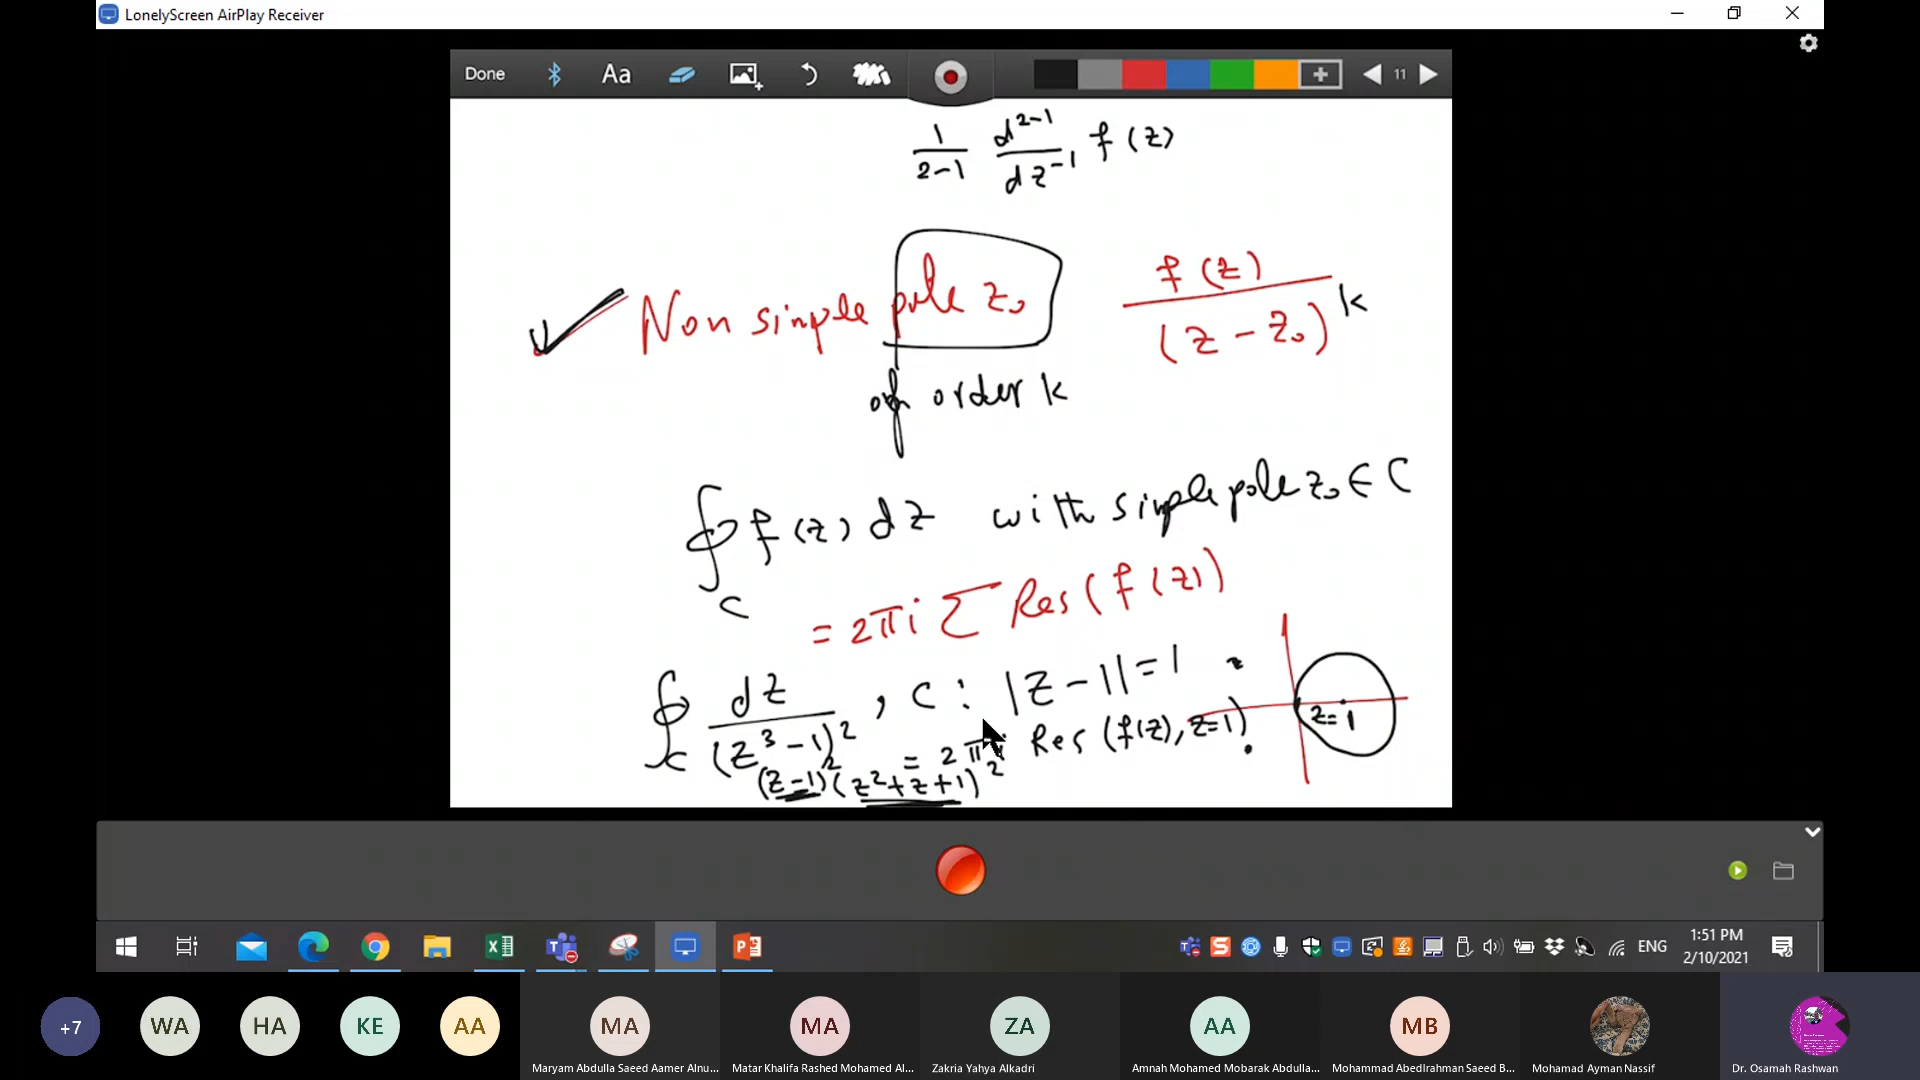 LonelyScreen AirPlay Receiver
Done Aa 11
1/(2-1) d^(2-1)/dz^(-1) f(z)
Non simple pole z₀ f(z)/(z-z₀)^k
of order k
∮_C f(z) dz with simple pole z₀ ∈ C
= 2πi Σ Res(f(z))
∮_C dz/(z³-1)², C: |z-1|=1
= 2πi Res(f(z), z=1) z=1
(z-1)²(z²+z+1)²
ENG
1:51 PM
2/10/2021
+7 WA HA KE AA MA MA ZA AA MB
Maryam Abdulla Saeed Aamer Alnu...
Matar Khalifa Rashed Mohamed Al...
Zakria Yahya Alkadri
Amnah Mohamed Mobarak Abdulla...
Mohammad Abedlrahman Saeed B...
Mohamad Ayman Nassif
Dr. Osamah Rashwan